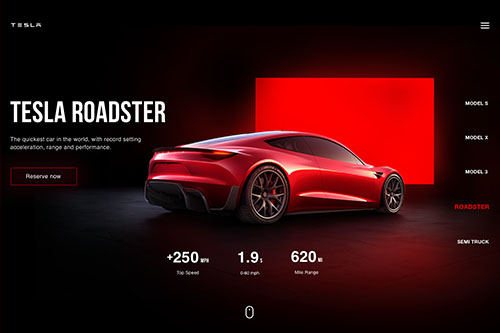 TESLA
TESLA ROADSTER
The quickest car in the world, with record setting
acceleration, range and performance.
Reserve now
MODEL S
MODEL X
MODEL 3
ROADSTER
SEMI TRUCK
+250 MPH
Top Speed
1.9 S
0-60 mph
620 MI
Mile Range